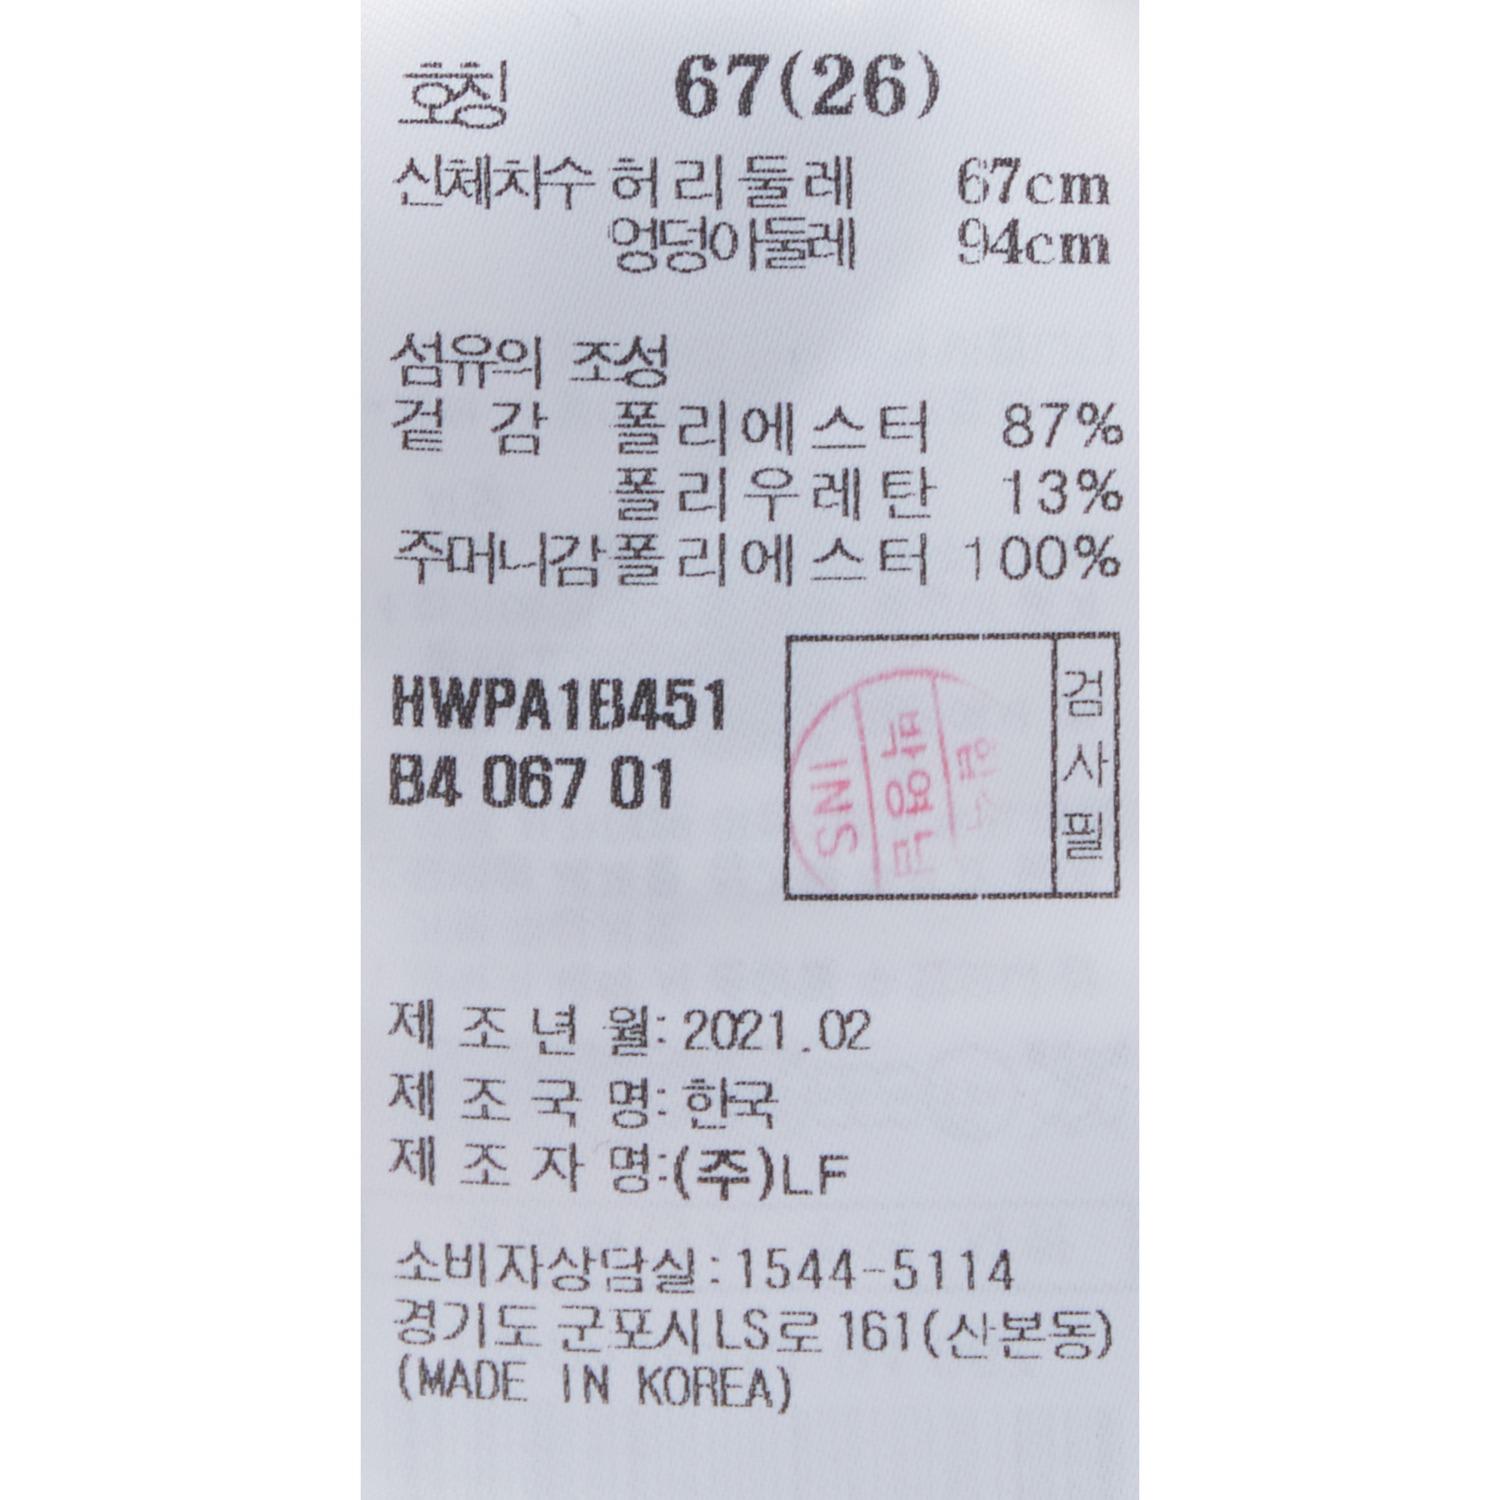 호칭 67(26)
신체치수 허리둘레 67cm
엉덩이둘레 94cm
섬유의 조성
겉 감 폴리에스터 87%
폴리우레탄 13%
주머니감 폴리에스터 100%
HWPA1B451
B4 067 01
검사필
INS
제 조 년 월: 2021.02
제 조 국 명: 한국
제 조 자 명:(주)LF
소비자상담실: 1544-5114
경기도 군포시 LS로 161(산본동)
(MADE IN KOREA)